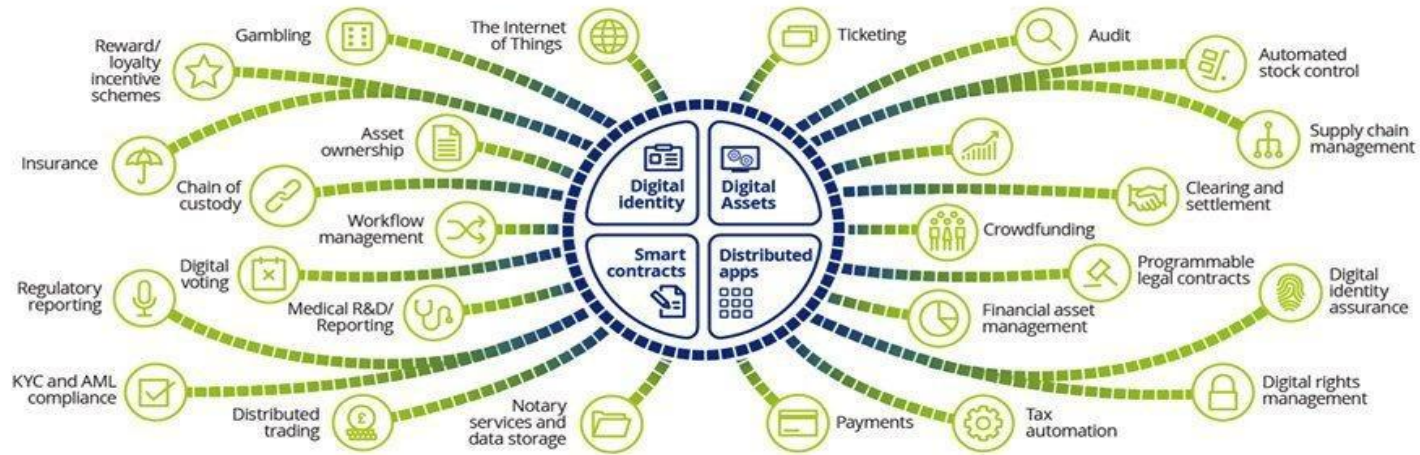 Gambling
The Internet
of Things
Ticketing
Audit
Reward/
loyalty
incentive
schemes
Automated
stock control
Insurance
Asset
ownership
Supply chain
management
Chain of
custody
Clearing and
settlement
Workflow
management
Crowdfunding
Digital
identity
Digital
Assets
Smart
contracts
Distributed
apps
Digital
voting
Programmable
legal contracts
Regulatory
reporting
Medical R&D/
Reporting
Financial asset
management
Digital
identity
assurance
KYC and AML
compliance
Digital rights
management
Distributed
trading
£
Notary
services and
data storage
Payments
Tax
automation